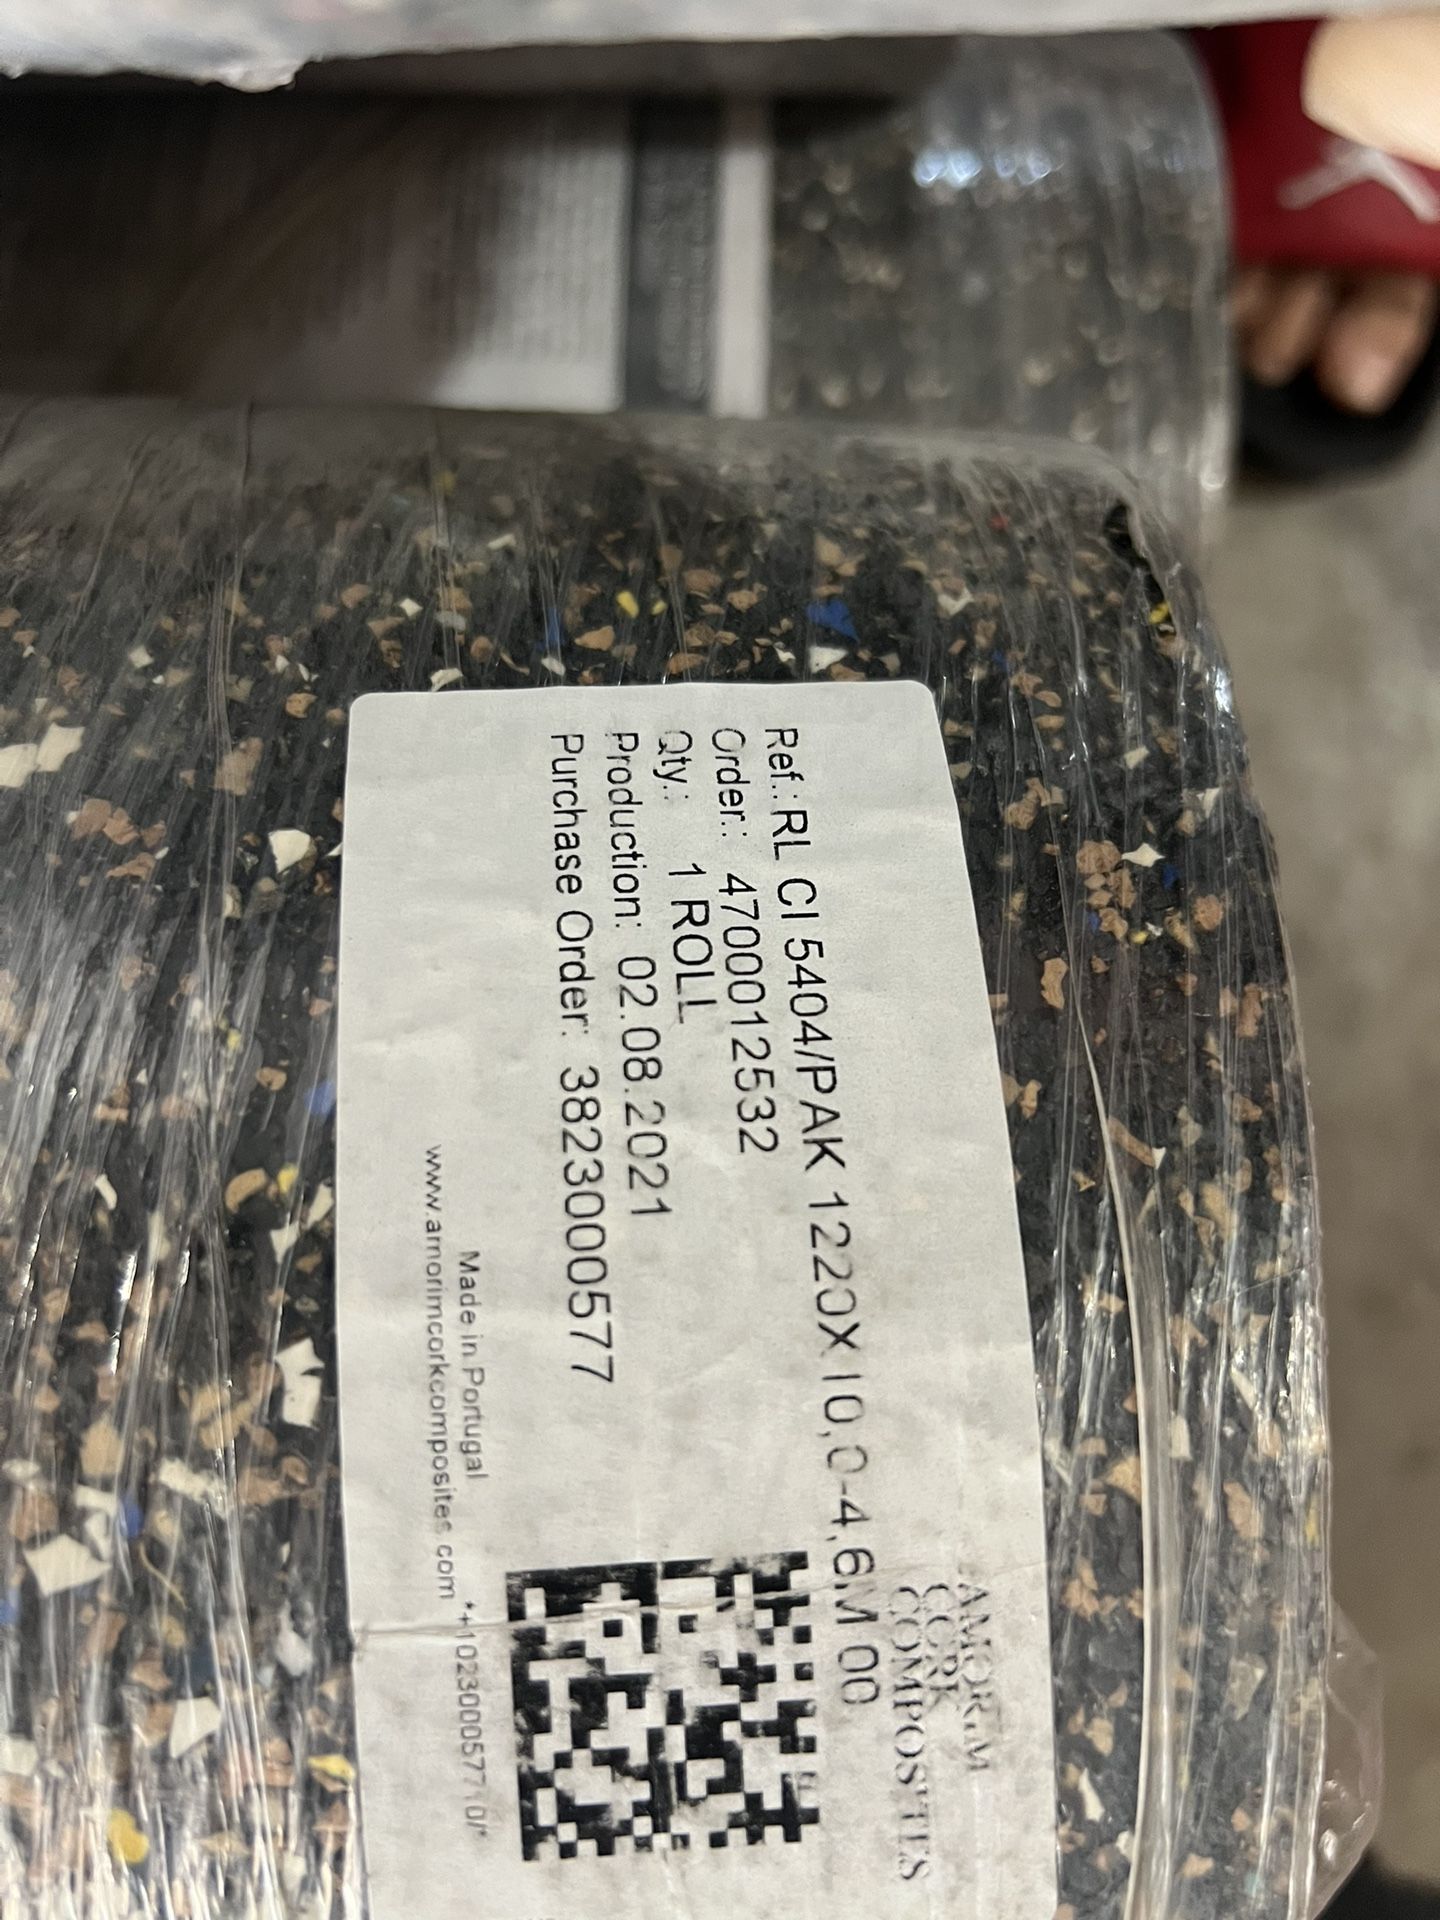 AMORIM
CORK
COMPOSITES
Ref.: RL CI 5404/PAK 1220X10,0-4,6M 00
Order.: 4700012532
Qty.: 1 ROLL
Production: 02.08.2021
Purchase Order: 3823000577
Made in Portugal
www.amorimcorkcomposites.com